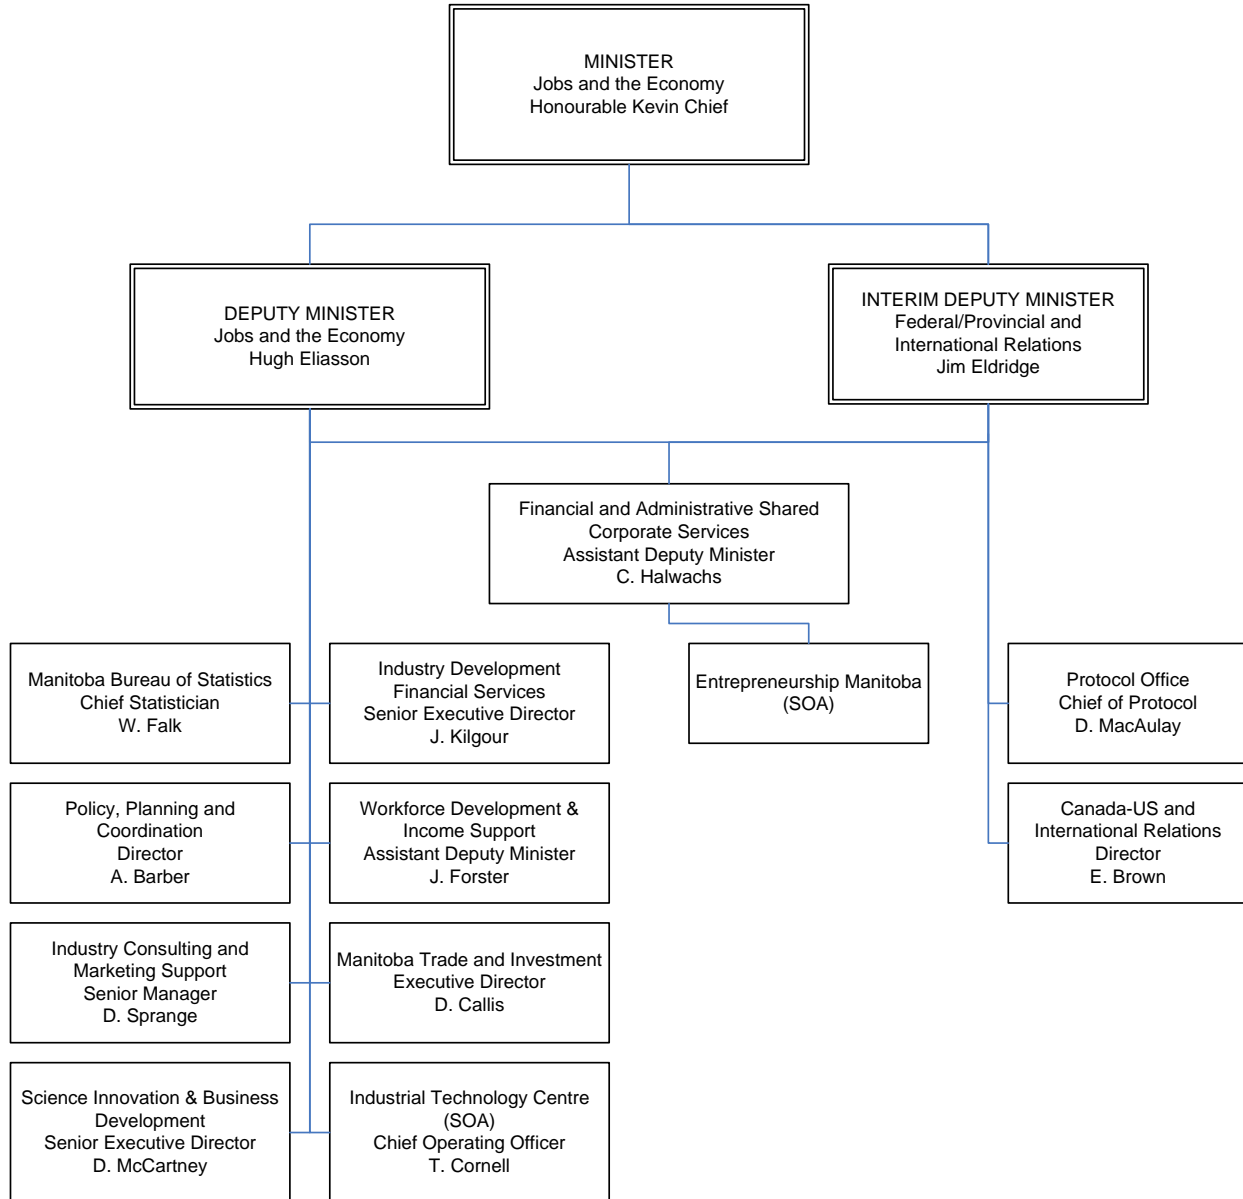 MINISTER
Jobs and the Economy
Honourable Kevin Chief
DEPUTY MINISTER
Jobs and the Economy
Hugh Eliasson
INTERIM DEPUTY MINISTER
Federal/Provincial and
International Relations
Jim Eldridge
Financial and Administrative Shared
Corporate Services
Assistant Deputy Minister
C. Halwachs
Manitoba Bureau of Statistics
Chief Statistician
W. Falk
Industry Development
Financial Services
Senior Executive Director
J. Kilgour
Entrepreneurship Manitoba
(SOA)
Protocol Office
Chief of Protocol
D. MacAulay
Policy, Planning and
Coordination
Director
A. Barber
Workforce Development &
Income Support
Assistant Deputy Minister
J. Forster
Canada-US and
International Relations
Director
E. Brown
Industry Consulting and
Marketing Support
Senior Manager
D. Sprange
Manitoba Trade and Investment
Executive Director
D. Callis
Science Innovation & Business
Development
Senior Executive Director
D. McCartney
Industrial Technology Centre
(SOA)
Chief Operating Officer
T. Cornell